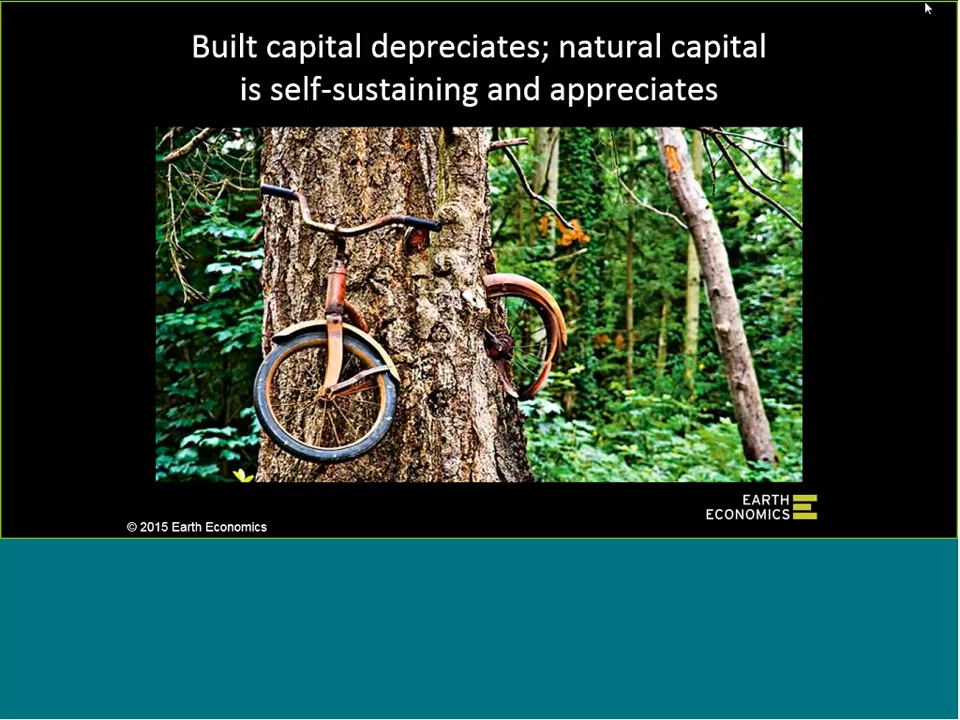 Built capital depreciates; natural capital
is self-sustaining and appreciates
EARTH
ECONOMICS
© 2015 Earth Economics